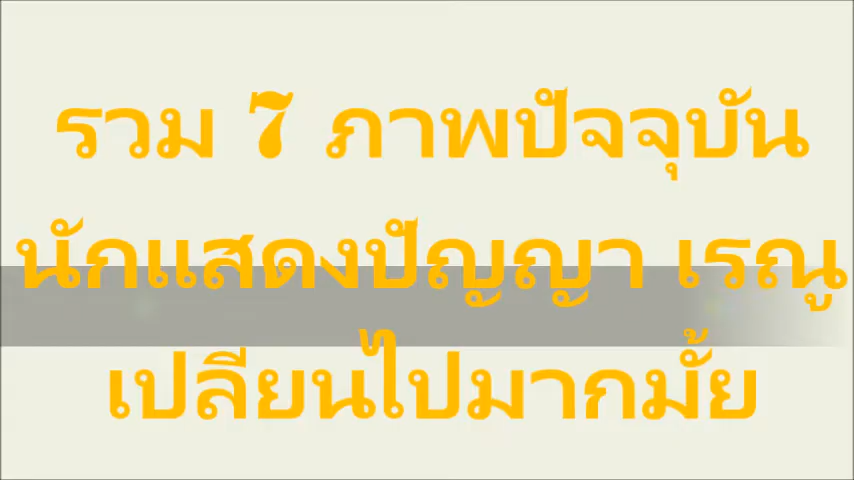 รวม 7 ภาพปัจจุบัน
นักแสดงปัญญา เรณู
เปลียนไปมากมั้ย